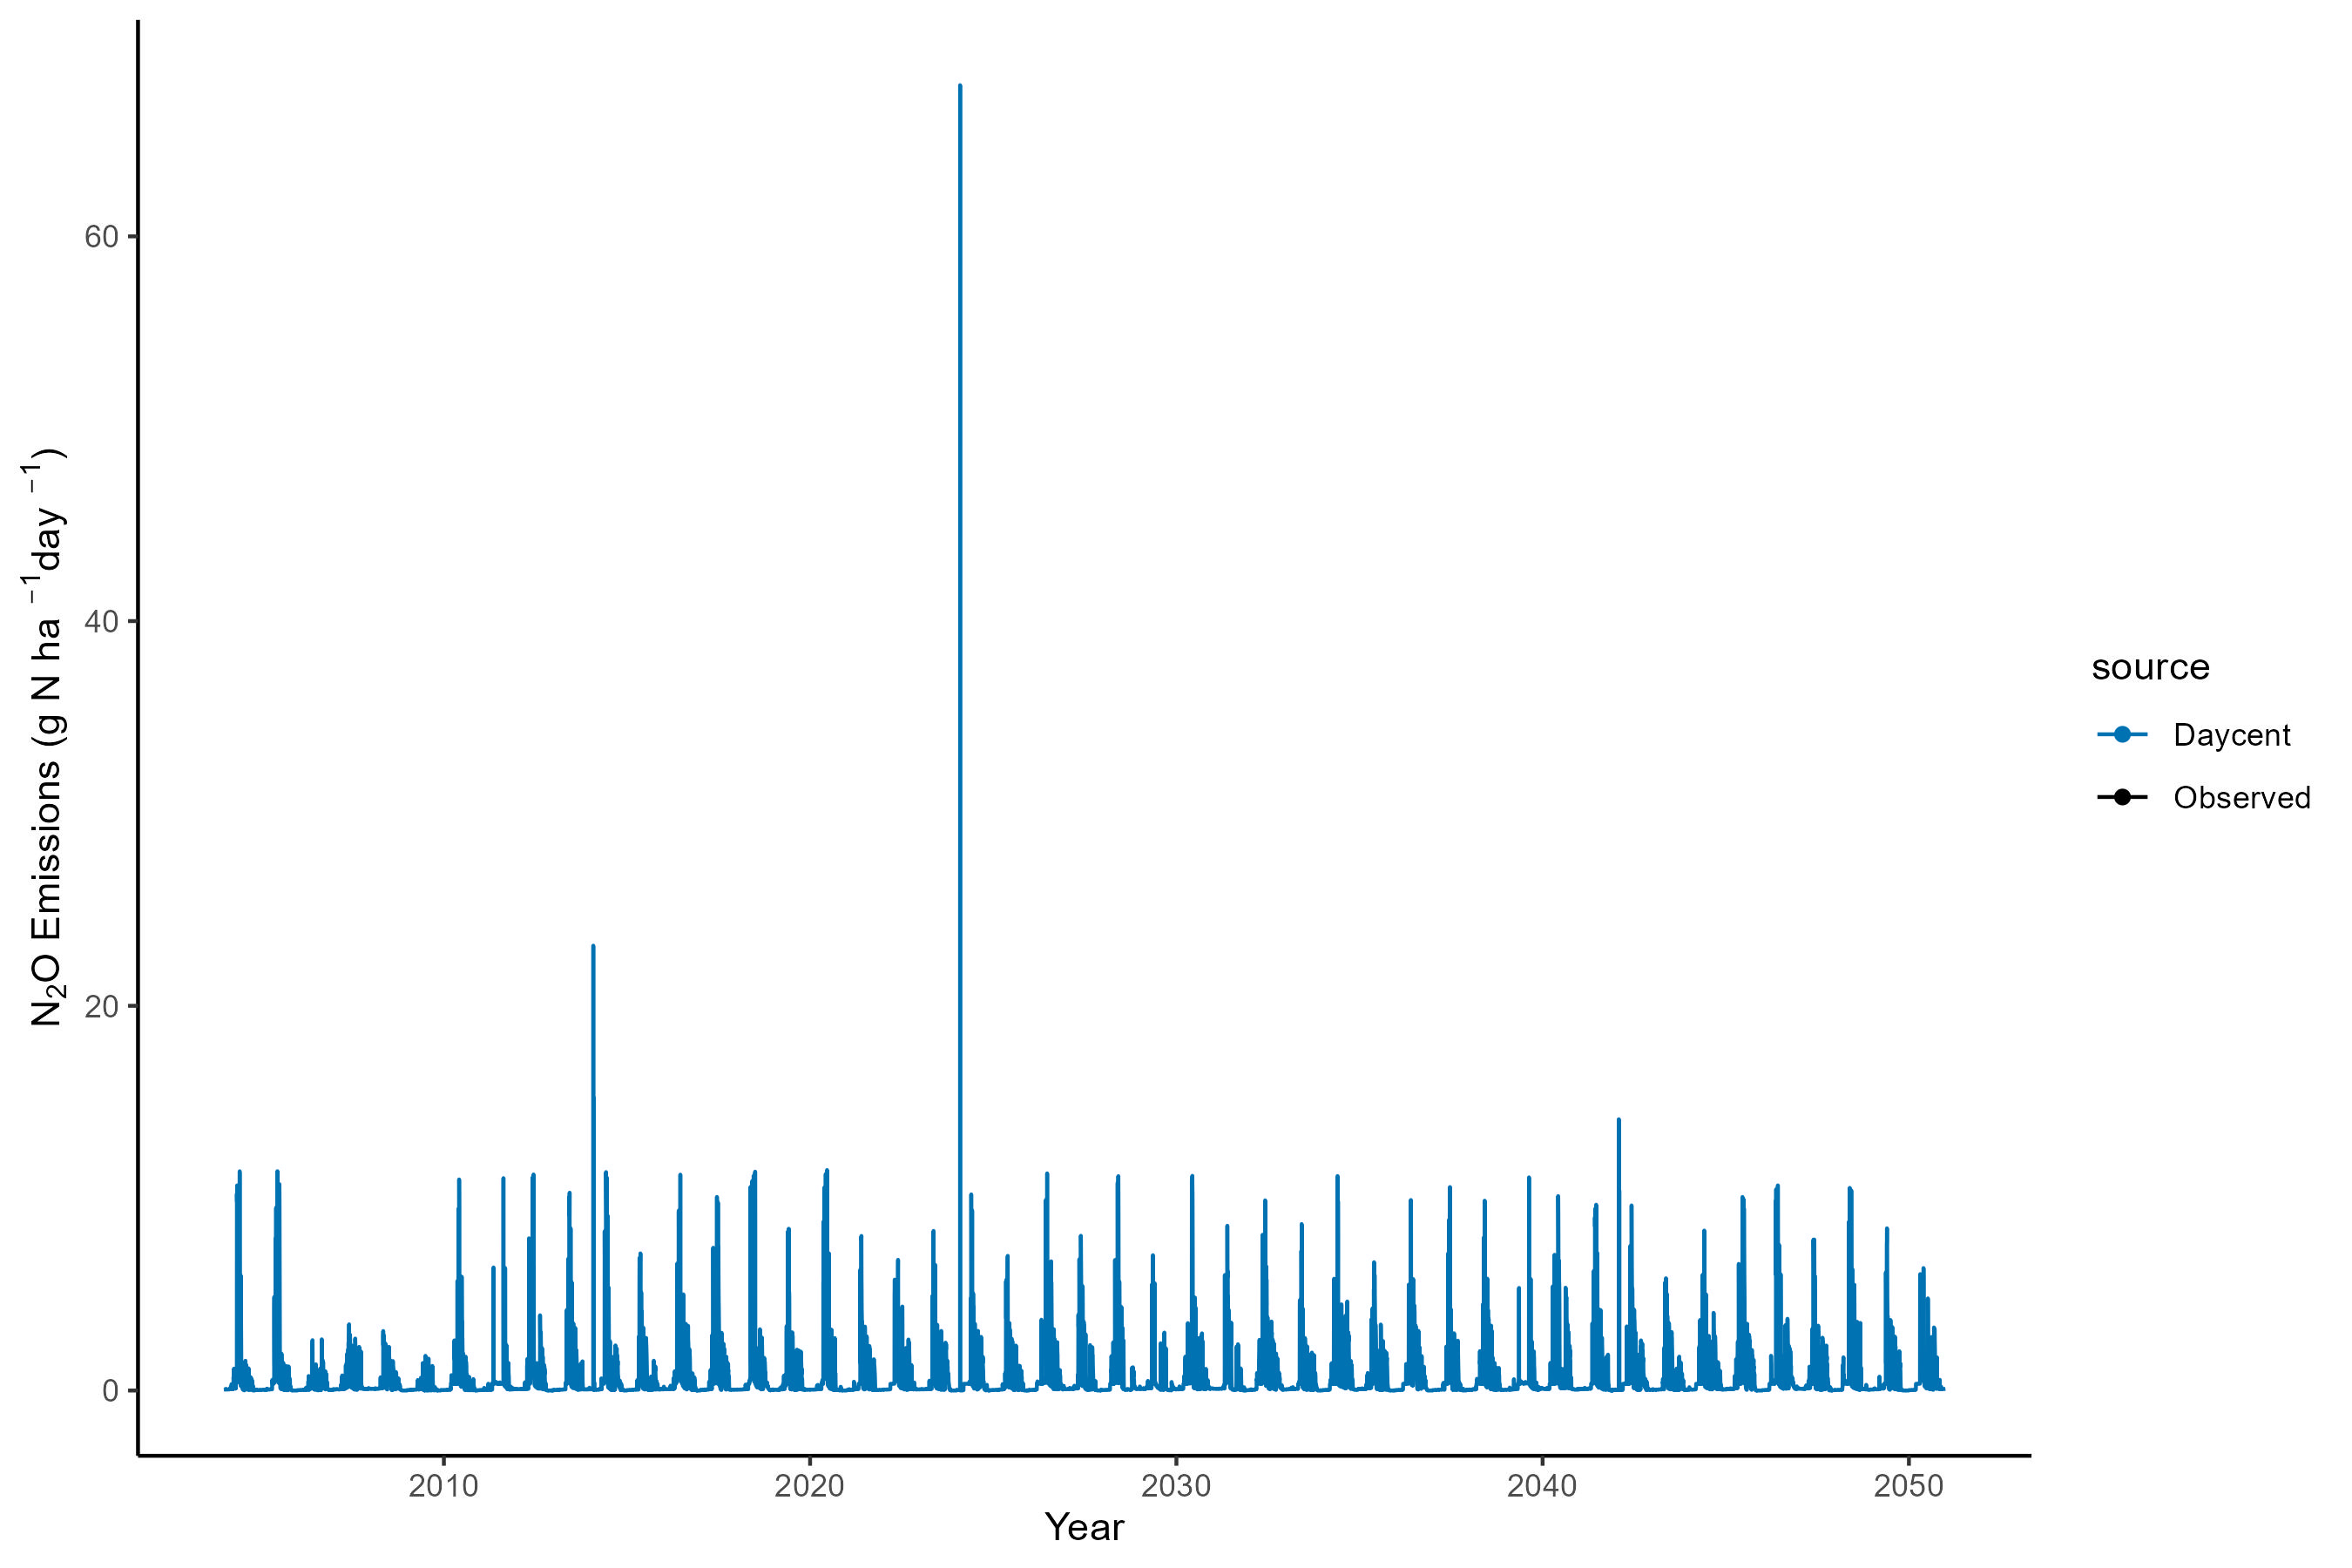 60
40
20
0
N₂O Emissions (g N ha ⁻¹day ⁻¹)
2010 2020 2030 2040 2050
Year
source
Daycent
Observed